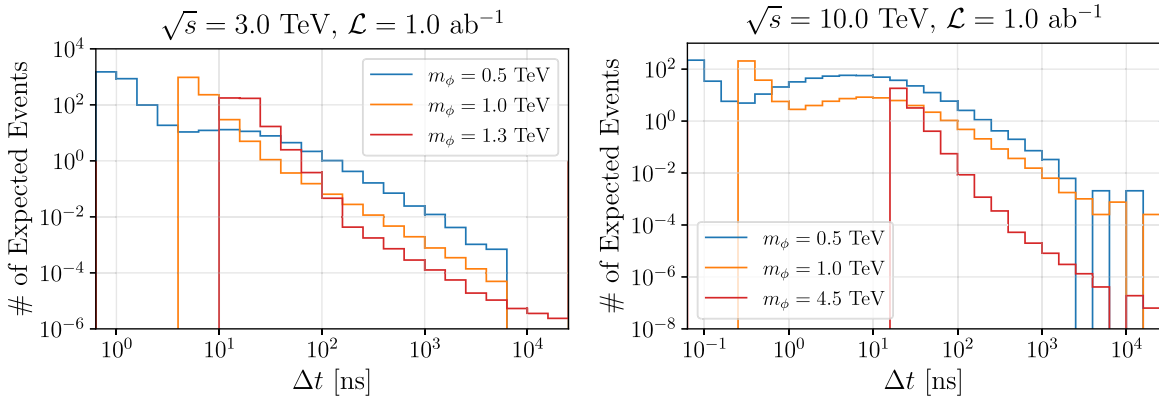 √s = 3.0 TeV, ℒ = 1.0 ab⁻¹
# of Expected Events
10⁴
10²
10⁰
10⁻²
10⁻⁴
10⁻⁶
m_ϕ = 0.5 TeV
m_ϕ = 1.0 TeV
m_ϕ = 1.3 TeV
10⁰ 10¹ 10² 10³ 10⁴
Δt [ns]
√s = 10.0 TeV, ℒ = 1.0 ab⁻¹
# of Expected Events
10²
10⁰
10⁻²
10⁻⁴
10⁻⁶
10⁻⁸
m_ϕ = 0.5 TeV
m_ϕ = 1.0 TeV
m_ϕ = 4.5 TeV
10⁻¹ 10⁰ 10¹ 10² 10³ 10⁴
Δt [ns]